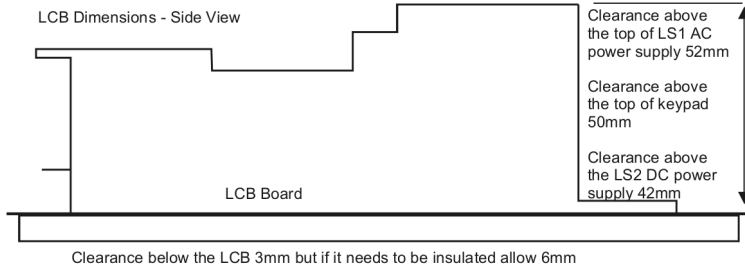 LCB Dimensions - Side View
Clearance above
the top of LS1 AC
power supply 52mm
Clearance above
the top of keypad
50mm
Clearance above
the LS2 DC power
supply 42mm
LCB Board
Clearance below the LCB 3mm but if it needs to be insulated allow 6mm